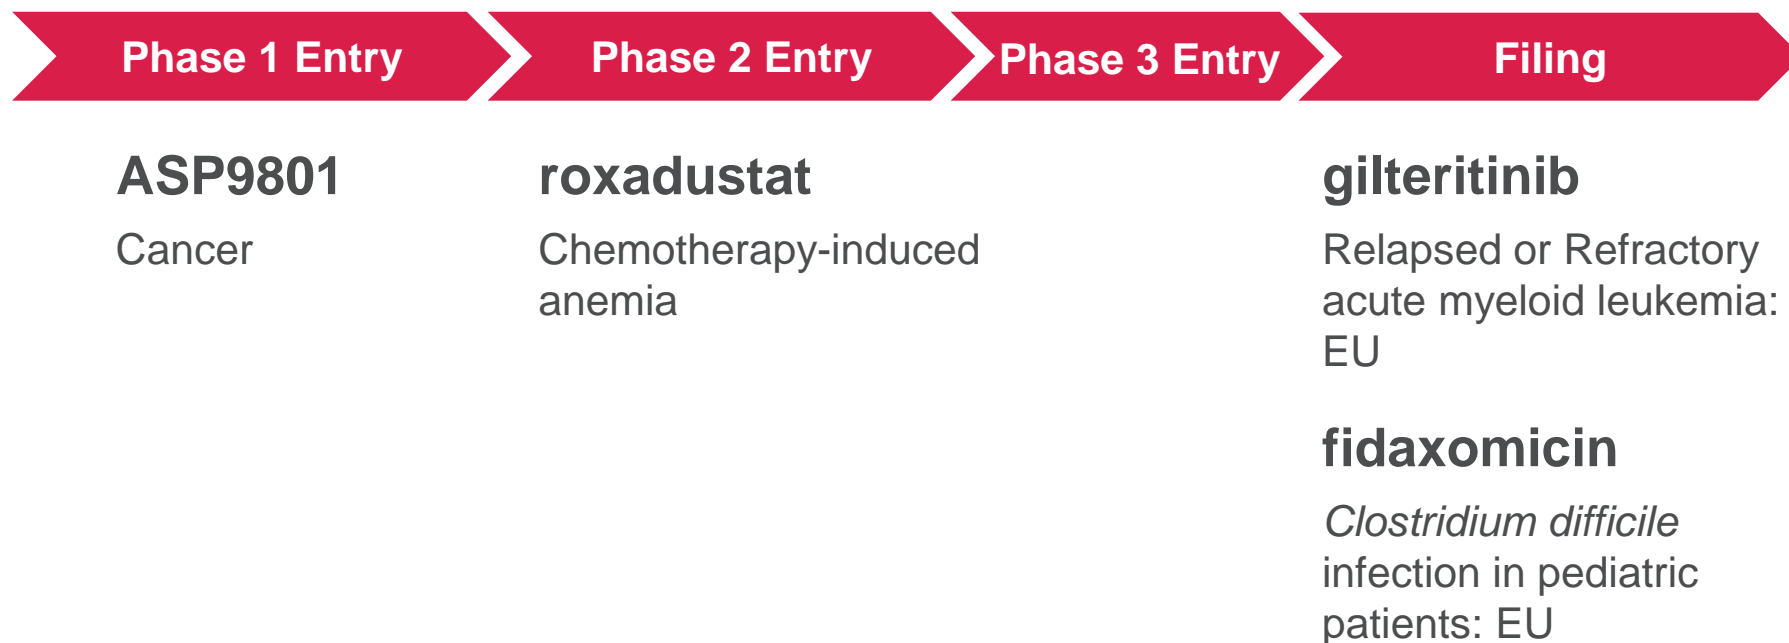 Phase 1 Entry
Phase 2 Entry
Phase 3 Entry
Filing
ASP9801
Cancer
roxadustat
Chemotherapy-induced
anemia
gilteritinib
Relapsed or Refractory
acute myeloid leukemia:
EU
fidaxomicin
Clostridium difficile
infection in pediatric
patients: EU